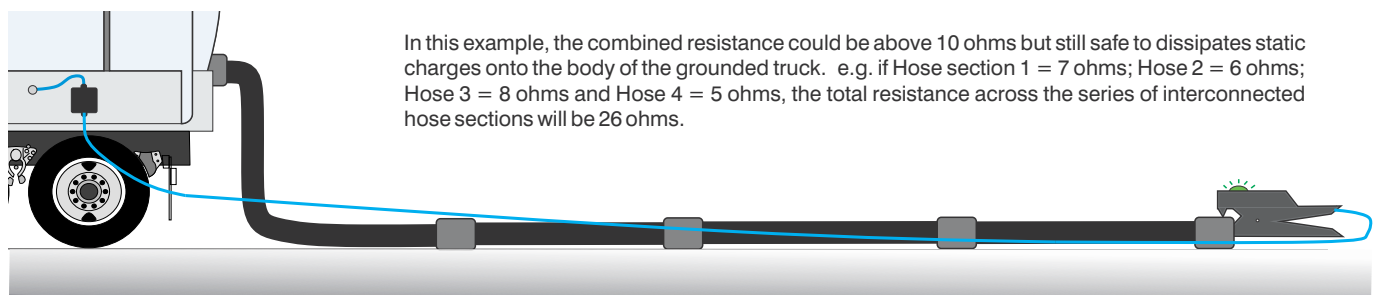 In this example, the combined resistance could be above 10 ohms but still safe to dissipates static
charges onto the body of the grounded truck. e.g. if Hose section 1 = 7 ohms; Hose 2 = 6 ohms;
Hose 3 = 8 ohms and Hose 4 = 5 ohms, the total resistance across the series of interconnected
hose sections will be 26 ohms.